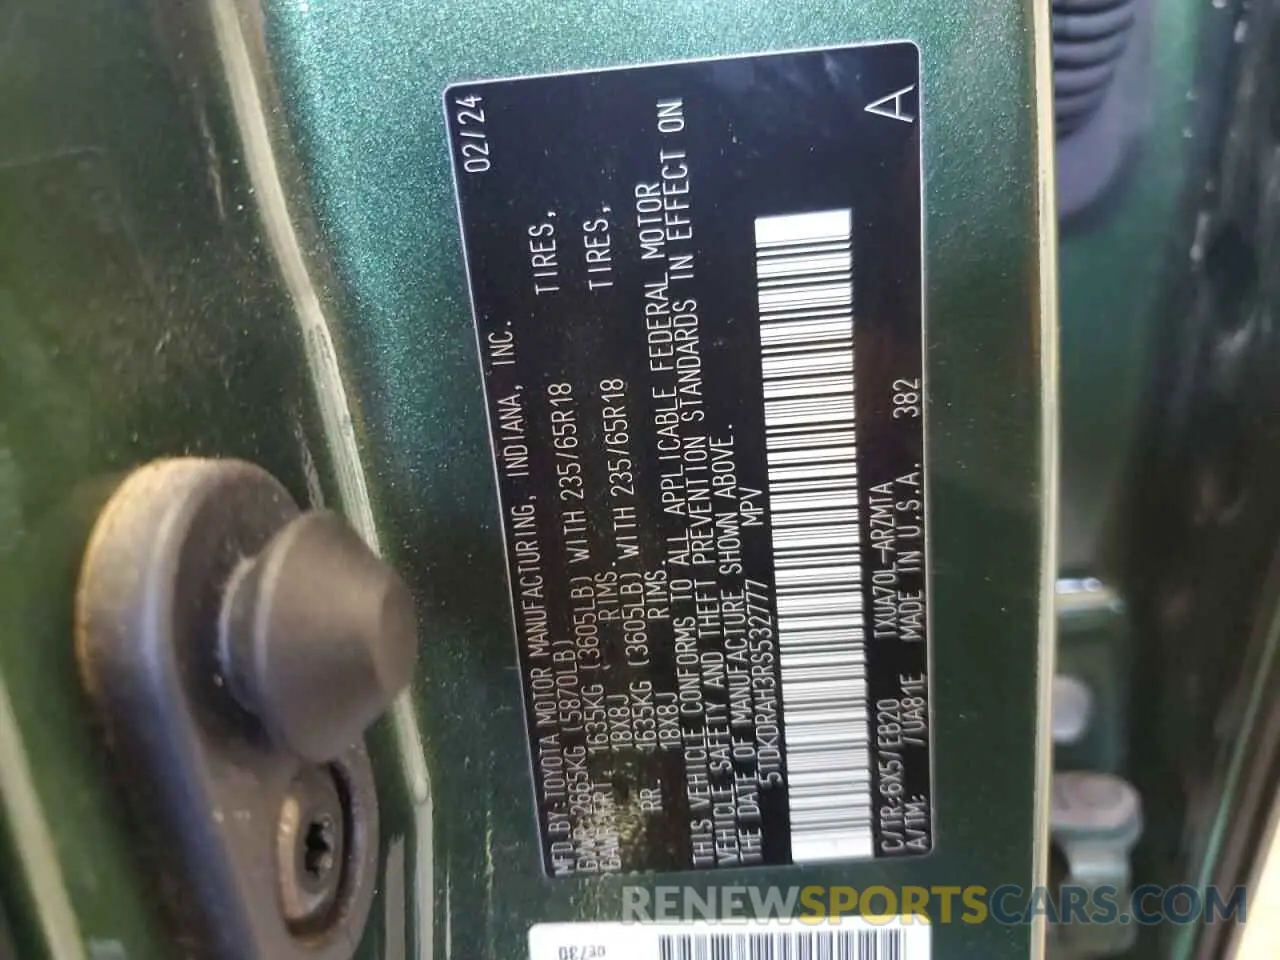 MFD.BY:TOYOTA MOTOR MANUFACTURING, INDIANA, INC. 02/24
GVWR:2665KG (5870LB)
GAWR FRT 1635KG (3605LB) WITH 235/65R18 TIRES,
18X8J RIMS.
RR. 1635KG (3605LB) WITH 235/65R18 TIRES,
18X8J RIMS.
THIS VEHICLE CONFORMS TO ALL APPLICABLE FEDERAL MOTOR
VEHICLE SAFETY AND THEFT PREVENTION STANDARDS IN EFFECT ON
THE DATE OF MANUFACTURE SHOWN ABOVE.
5TDKDRAH3RS532777 MPV
C/TR:6X5/EB20 TXUA70L-ARZMTA
A/TM: /UA81E MADE IN U.S.A. 382
A
RENEWSPORTSCARS.COM